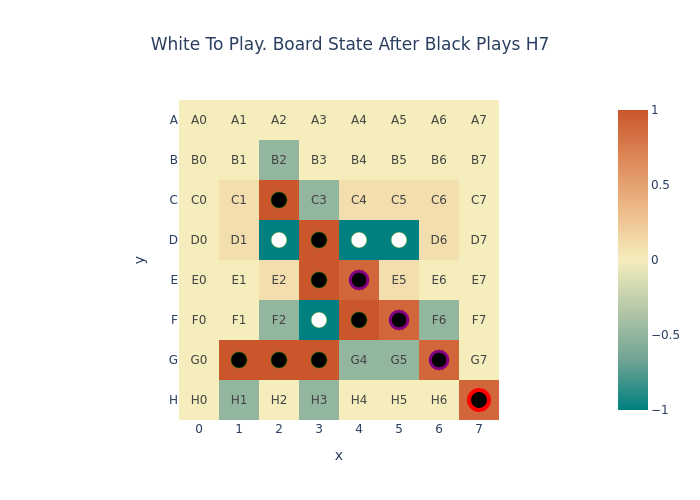 White To Play. Board State After Black Plays H7
A A0 A1 A2 A3 A4 A5 A6 A7
B B0 B1 B2 B3 B4 B5 B6 B7
C C0 C1 C3 C4 C5 C6 C7
D D0 D1 D6 D7
E E0 E1 E2 E5 E6 E7
F F0 F1 F2 F6 F7
G G0 G4 G5 G7
H H0 H1 H2 H3 H4 H5 H6
0 1 2 3 4 5 6 7
x
y
1
0.5
0
−0.5
−1